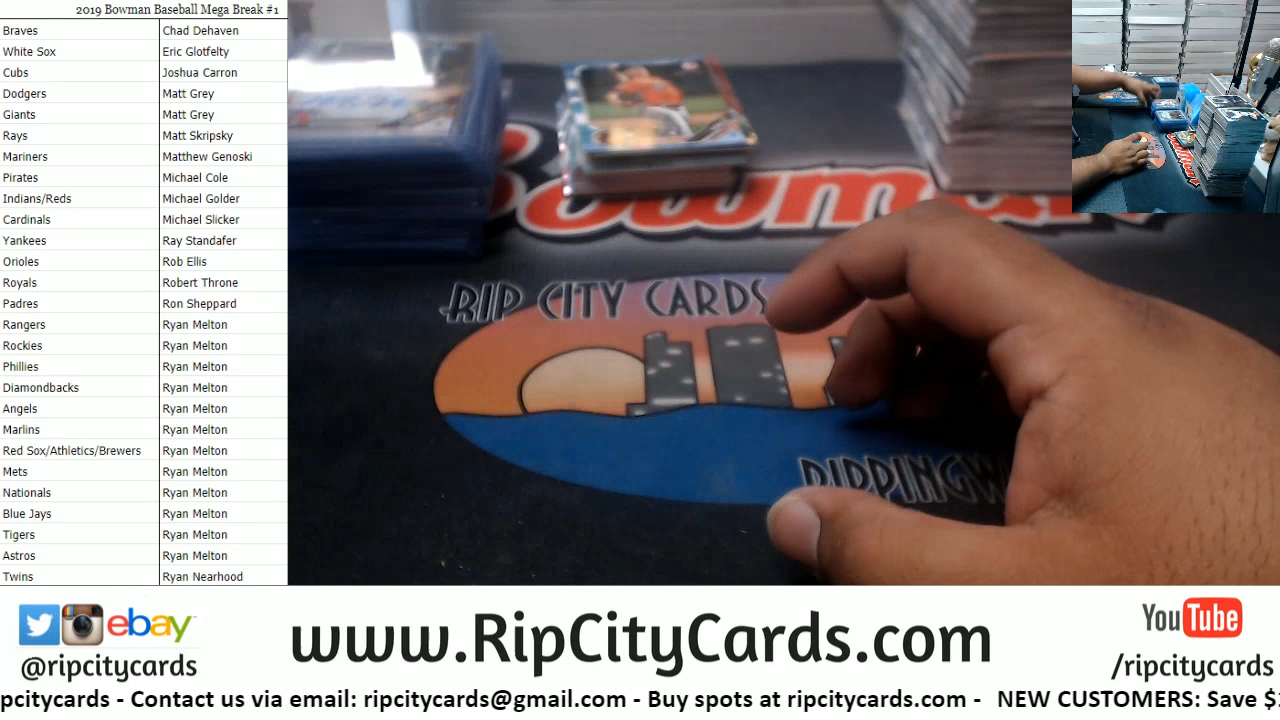 2019 Bowman Baseball Mega Break #1
Braves Chad Dehaven
White Sox Eric Glotfelty
Cubs Joshua Carron
Dodgers Matt Grey
Giants Matt Grey
Rays Matt Skripsky
Mariners Matthew Genoski
Pirates Michael Cole
Indians/Reds Michael Golder
Cardinals Michael Slicker
Yankees Ray Standafer
Orioles Rob Ellis
Royals Robert Throne
Padres Ron Sheppard
Rangers Ryan Melton
Rockies Ryan Melton
Phillies Ryan Melton
Diamondbacks Ryan Melton
Angels Ryan Melton
Marlins Ryan Melton
Red Sox/Athletics/Brewers Ryan Melton
Mets Ryan Melton
Nationals Ryan Melton
Blue Jays Ryan Melton
Tigers Ryan Melton
Astros Ryan Melton
Twins Ryan Nearhood
Bowman
RIP CITY CARDS
RIPPINGW
ebay
@ripcitycards
www.RipCityCards.com
YouTube
/ripcitycards
pcitycards - Contact us via email: ripcitycards@gmail.com - Buy spots at ripcitycards.com - NEW CUSTOMERS: Save $